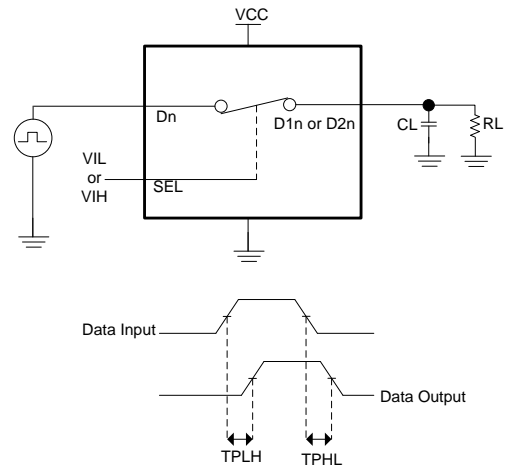 VCC
Dn
D1n or D2n
CL
RL
VIL
or
VIH
SEL
Data Input
Data Output
TPLH
TPHL